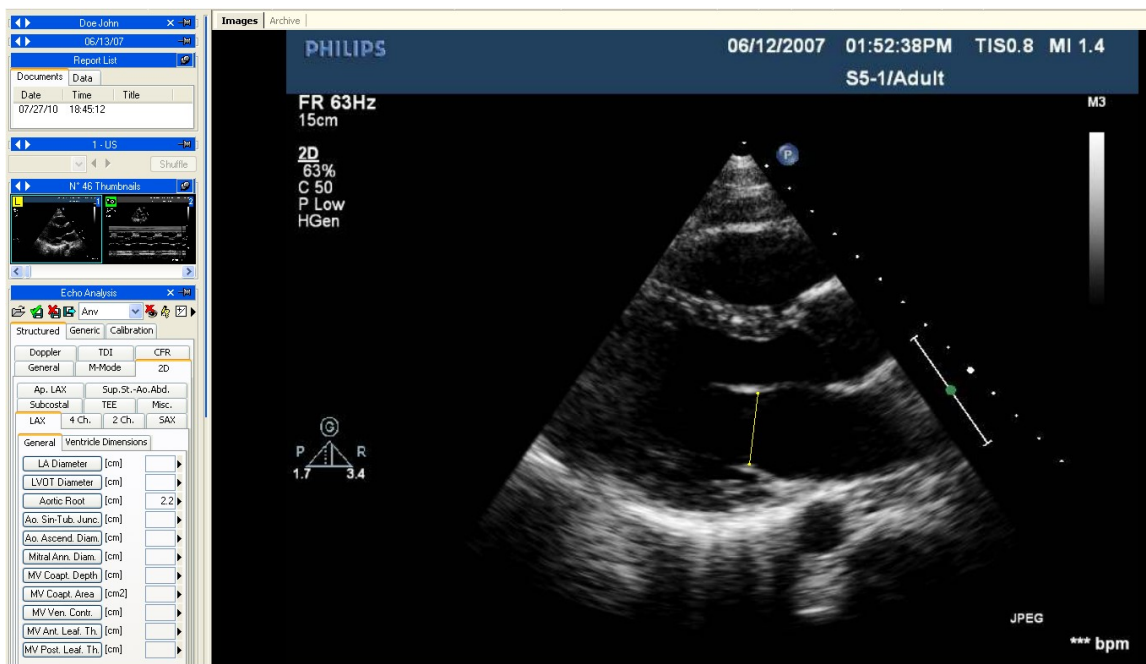 Doe John
06/13/07
Report List
Documents Data
Date Time Title
07/27/10 18:45:12
1 - US
Shuffle
N° 46 Thumbnails
L 1 2
Echo Analysis
Any
Structured Generic Calibration
Doppler TDI CFR
General M-Mode 2D
Ap. LAX Sup.St.-Ao.Abd.
Subcostal TEE Misc.
LAX 4 Ch. 2 Ch. SAX
General Ventricle Dimensions
LA Diameter [cm]
LVOT Diameter [cm]
Aortic Root [cm] 2.2
Ao. Sin-Tub. Junc. [cm]
Ao. Ascend. Diam. [cm]
Mitral Ann. Diam. [cm]
MV Coapt. Depth [cm]
MV Coapt. Area [cm2]
MV Ven. Contr. [cm]
MV Ant. Leaf. Th. [cm]
MV Post. Leaf. Th. [cm]
Images Archive
PHILIPS 06/12/2007 01:52:38PM TIS0.8 MI 1.4
S5-1/Adult
FR 63Hz
15cm
M3
2D
63%
C 50
P Low
HGen
P
G
P R
1.7 3.4
JPEG
*** bpm